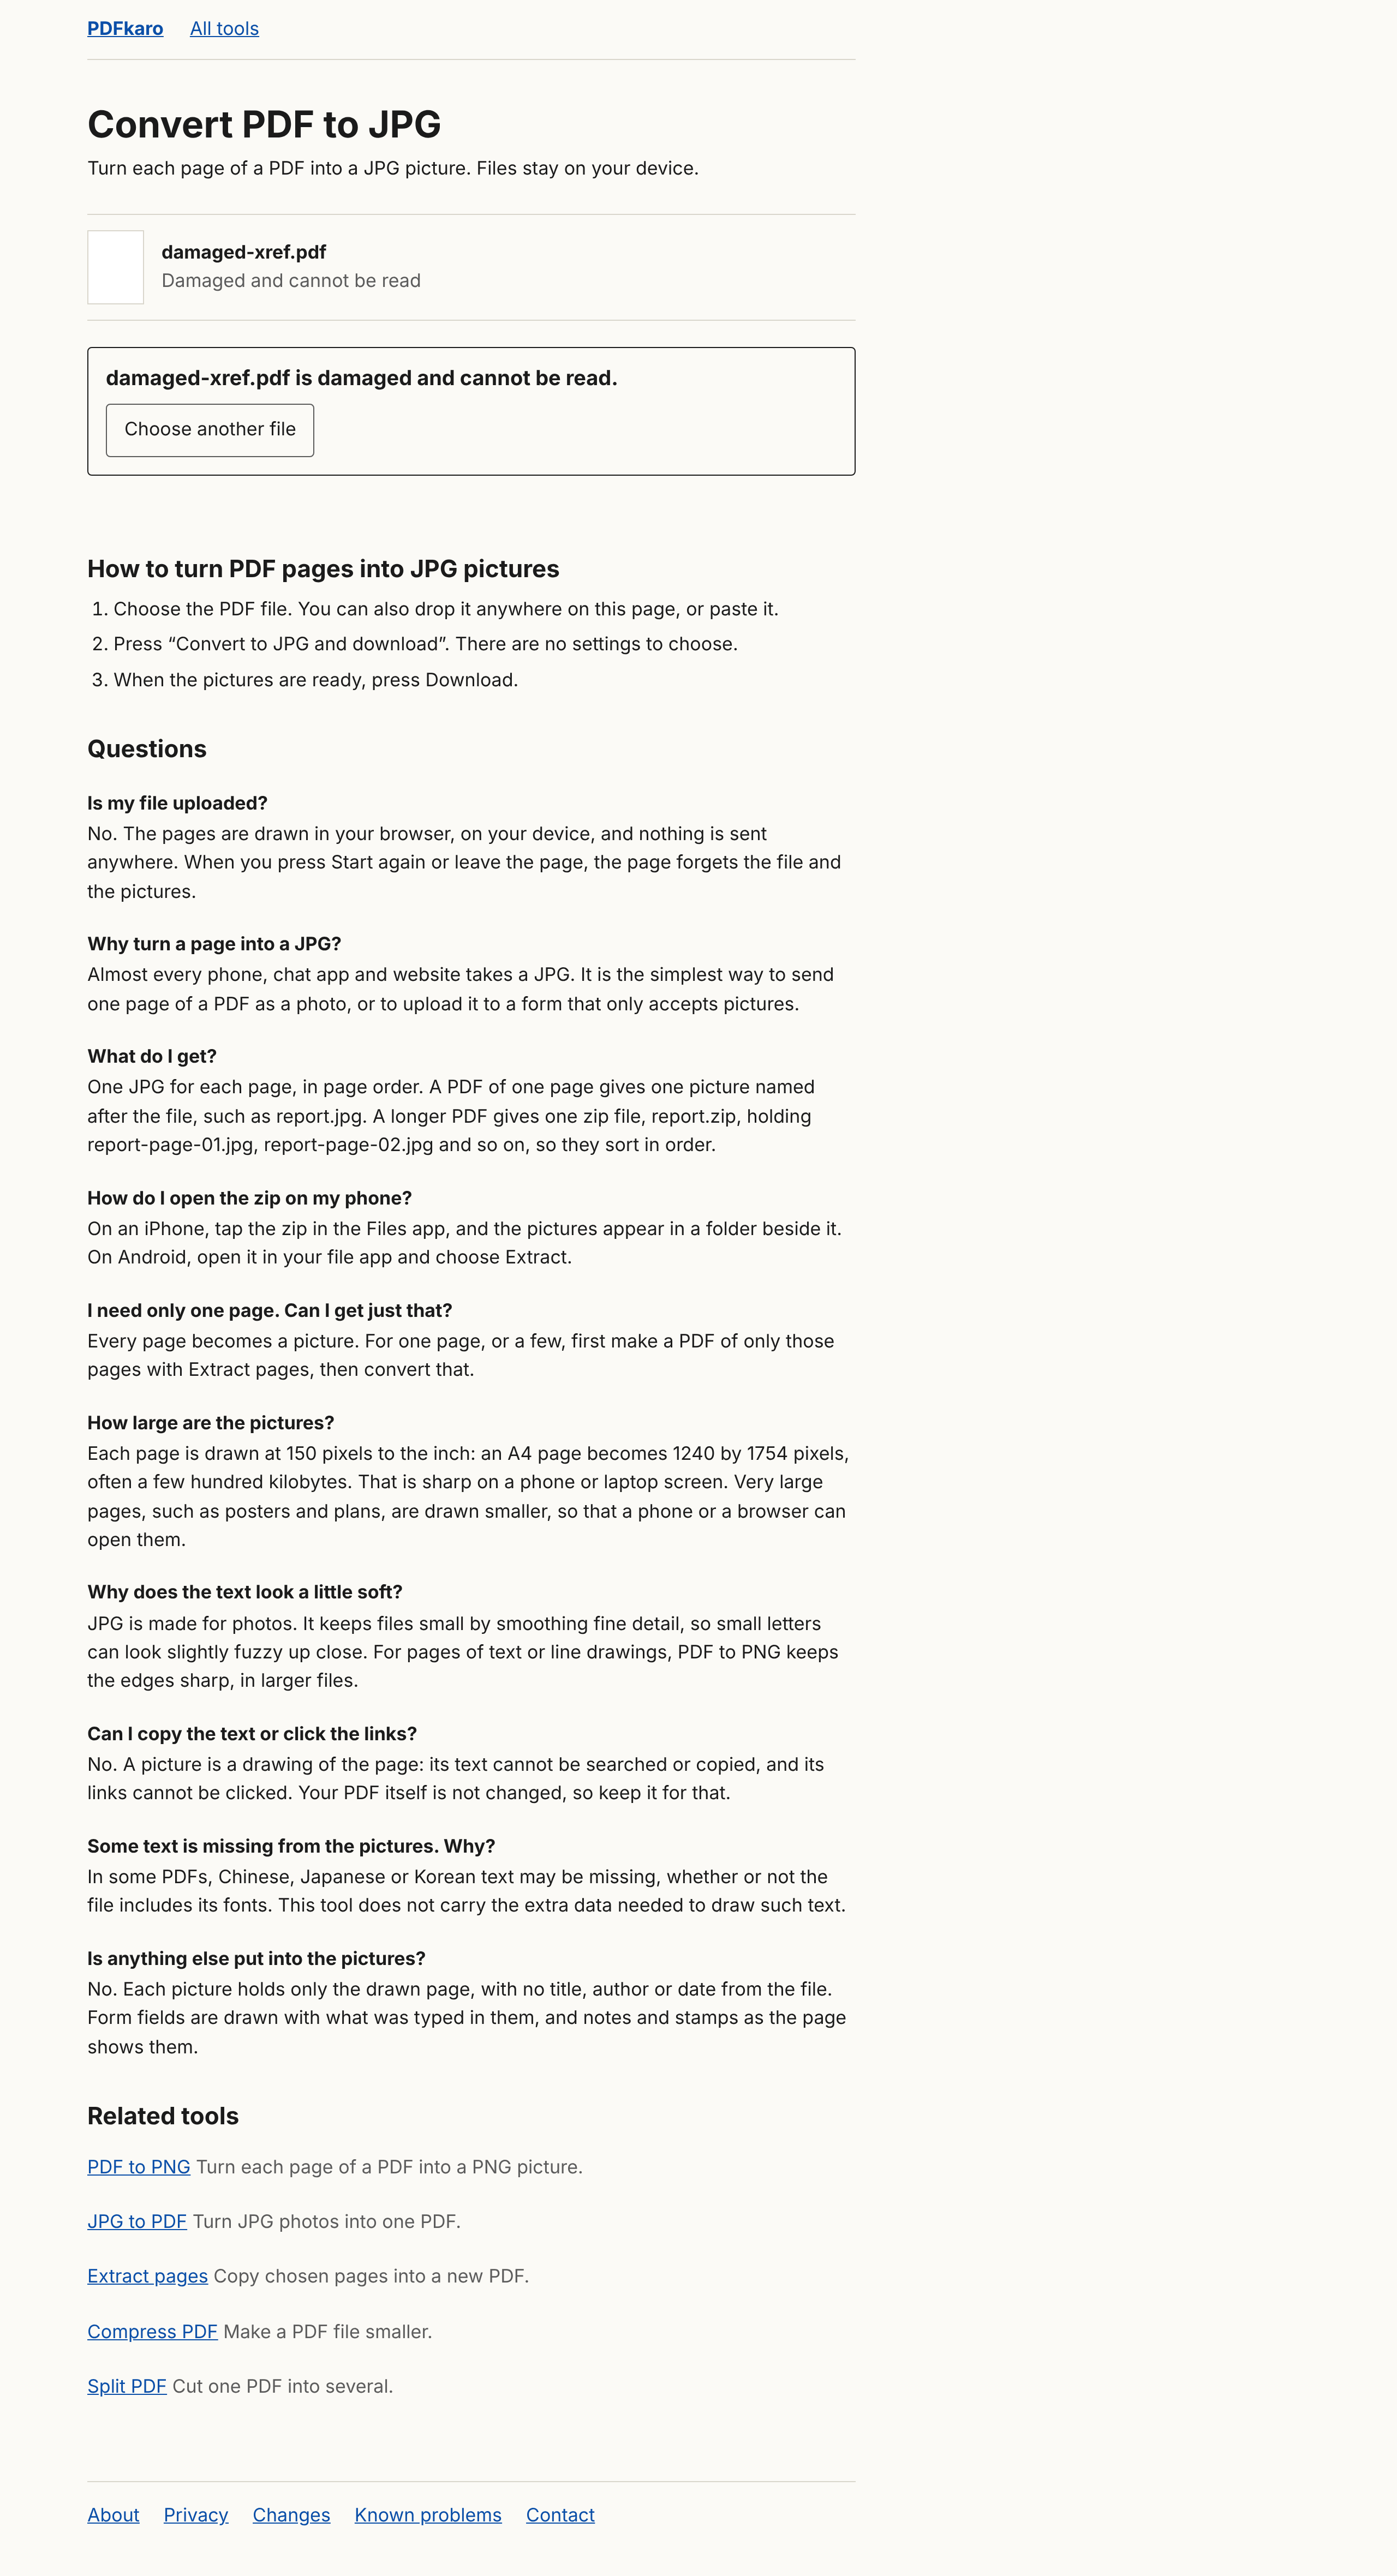 PDFkaro All tools
Convert PDF to JPG
Turn each page of a PDF into a JPG picture. Files stay on your device.
damaged-xref.pdf
Damaged and cannot be read
damaged-xref.pdf is damaged and cannot be read.
Choose another file
How to turn PDF pages into JPG pictures
1. Choose the PDF file. You can also drop it anywhere on this page, or paste it.
2. Press “Convert to JPG and download”. There are no settings to choose.
3. When the pictures are ready, press Download.
Questions
Is my file uploaded?
No. The pages are drawn in your browser, on your device, and nothing is sent
anywhere. When you press Start again or leave the page, the page forgets the file and
the pictures.
Why turn a page into a JPG?
Almost every phone, chat app and website takes a JPG. It is the simplest way to send
one page of a PDF as a photo, or to upload it to a form that only accepts pictures.
What do I get?
One JPG for each page, in page order. A PDF of one page gives one picture named
after the file, such as report.jpg. A longer PDF gives one zip file, report.zip, holding
report-page-01.jpg, report-page-02.jpg and so on, so they sort in order.
How do I open the zip on my phone?
On an iPhone, tap the zip in the Files app, and the pictures appear in a folder beside it.
On Android, open it in your file app and choose Extract.
I need only one page. Can I get just that?
Every page becomes a picture. For one page, or a few, first make a PDF of only those
pages with Extract pages, then convert that.
How large are the pictures?
Each page is drawn at 150 pixels to the inch: an A4 page becomes 1240 by 1754 pixels,
often a few hundred kilobytes. That is sharp on a phone or laptop screen. Very large
pages, such as posters and plans, are drawn smaller, so that a phone or a browser can
open them.
Why does the text look a little soft?
JPG is made for photos. It keeps files small by smoothing fine detail, so small letters
can look slightly fuzzy up close. For pages of text or line drawings, PDF to PNG keeps
the edges sharp, in larger files.
Can I copy the text or click the links?
No. A picture is a drawing of the page: its text cannot be searched or copied, and its
links cannot be clicked. Your PDF itself is not changed, so keep it for that.
Some text is missing from the pictures. Why?
In some PDFs, Chinese, Japanese or Korean text may be missing, whether or not the
file includes its fonts. This tool does not carry the extra data needed to draw such text.
Is anything else put into the pictures?
No. Each picture holds only the drawn page, with no title, author or date from the file.
Form fields are drawn with what was typed in them, and notes and stamps as the page
shows them.
Related tools
PDF to PNG Turn each page of a PDF into a PNG picture.
JPG to PDF Turn JPG photos into one PDF.
Extract pages Copy chosen pages into a new PDF.
Compress PDF Make a PDF file smaller.
Split PDF Cut one PDF into several.
About Privacy Changes Known problems Contact